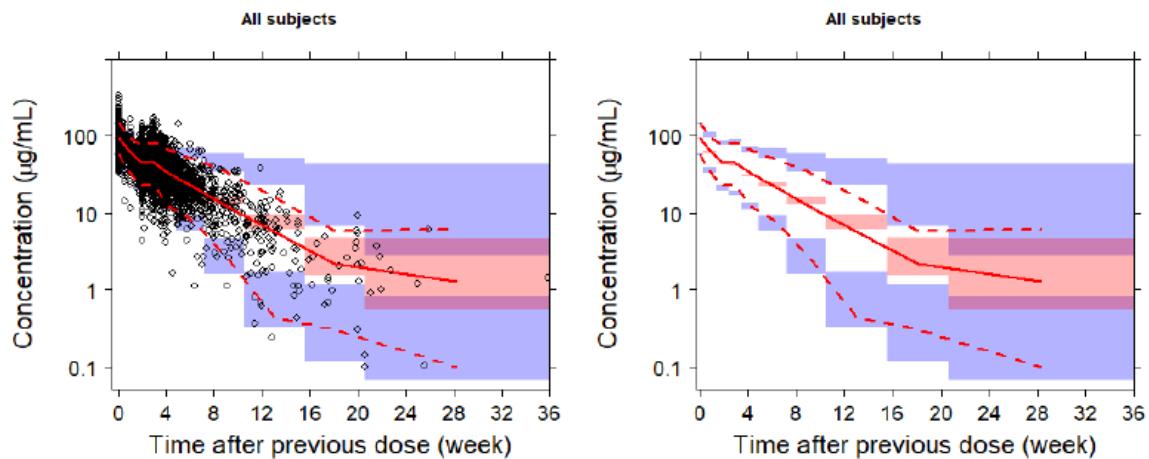 All subjects
All subjects
Concentration (µg/mL)
100
10
1
0.1
0 4 8 12 16 20 24 28 32 36
Time after previous dose (week)
Concentration (µg/mL)
100
10
1
0.1
0 4 8 12 16 20 24 28 32 36
Time after previous dose (week)